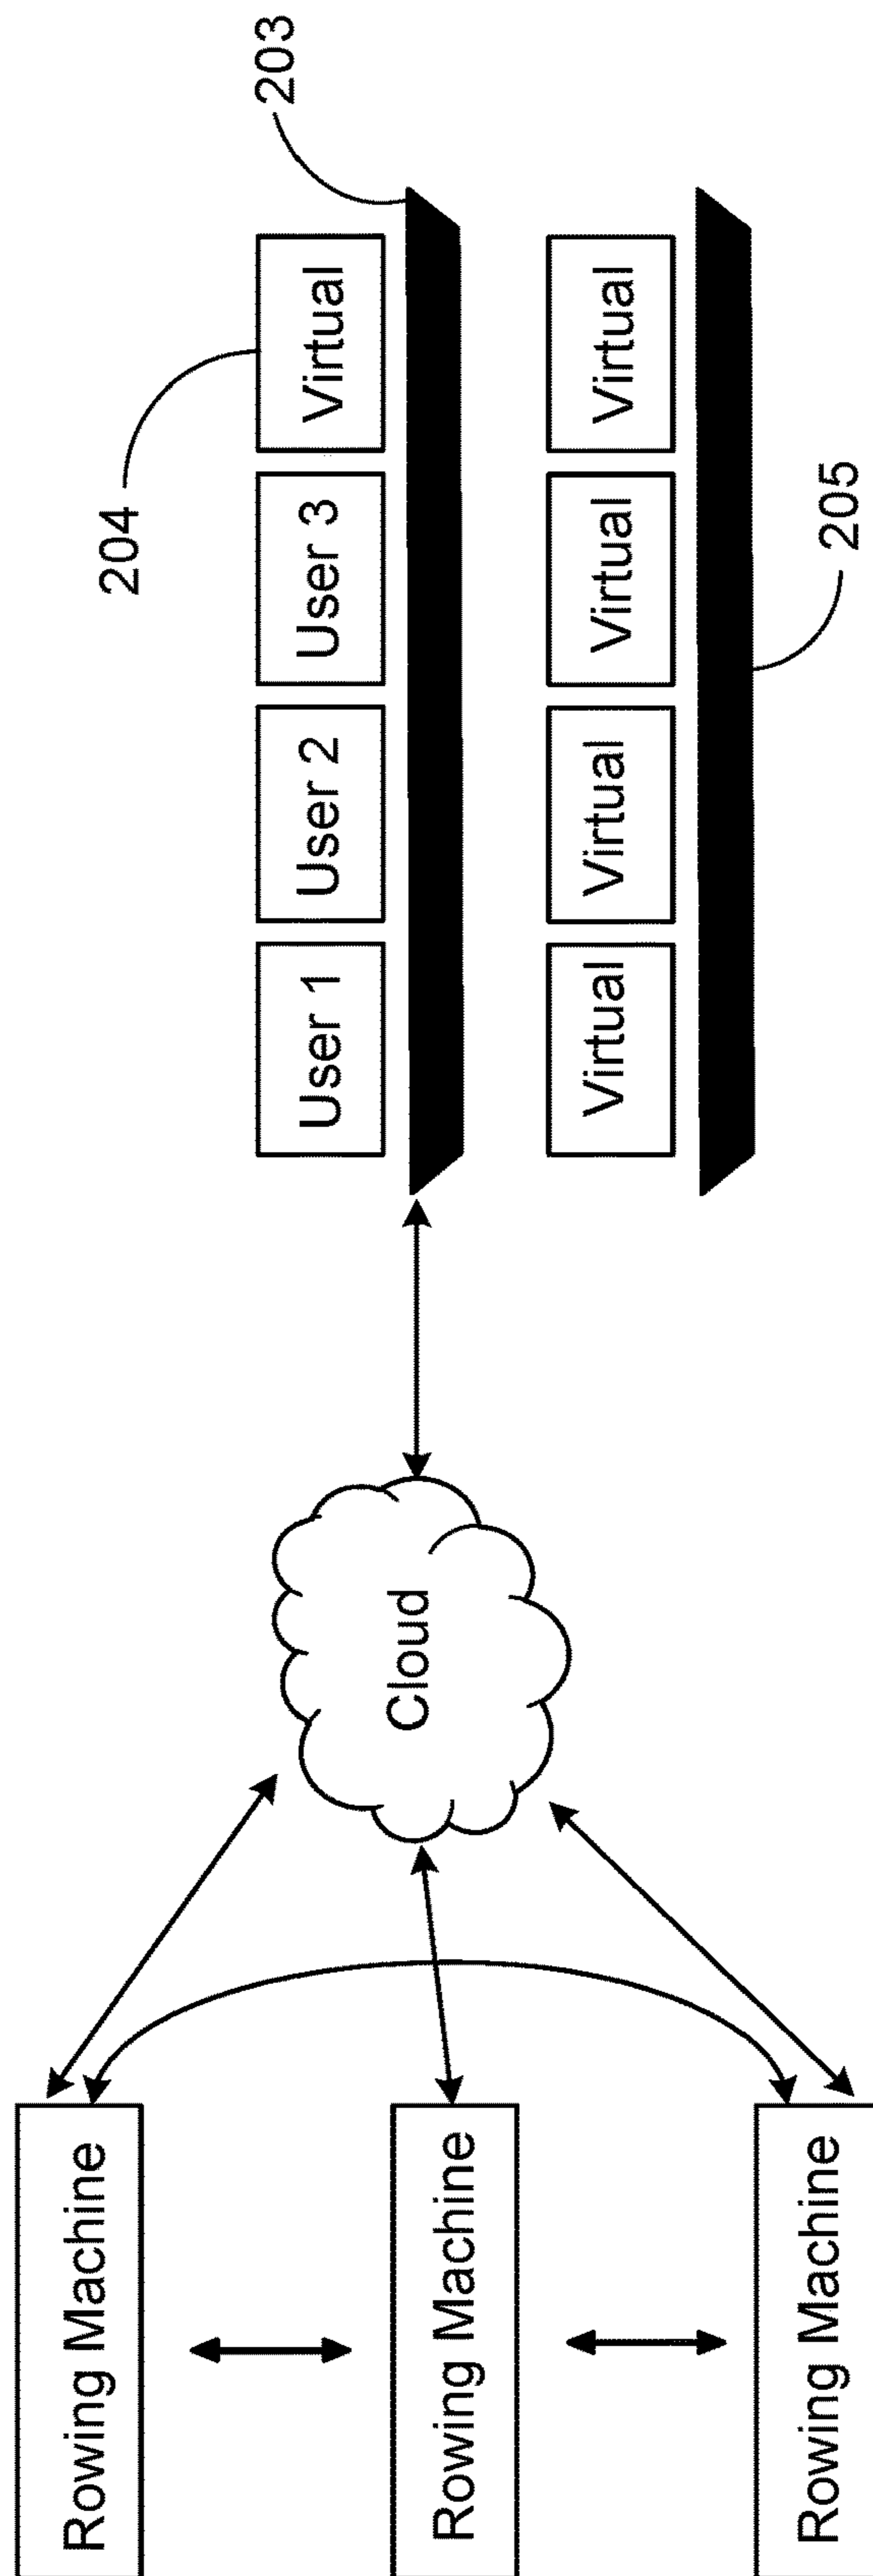 Rowing Machine
Rowing Machine
Rowing Machine
Cloud
203
204
User 1
User 2
User 3
Virtual
Virtual
Virtual
Virtual
Virtual
205